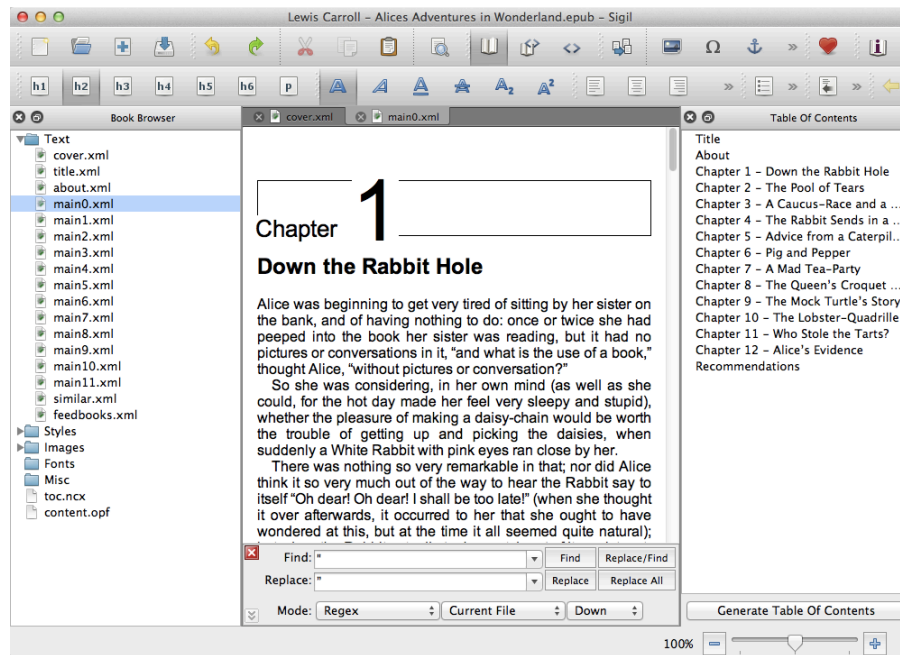 Lewis Carroll – Alices Adventures in Wonderland.epub – Sigil
h1 h2 h3 h4 h5 h6 P A A A A A₂ A²
Book Browser
Text
cover.xml
title.xml
about.xml
main0.xml
main1.xml
main2.xml
main3.xml
main4.xml
main5.xml
main6.xml
main7.xml
main8.xml
main9.xml
main10.xml
main11.xml
similar.xml
feedbooks.xml
Styles
Images
Fonts
Misc
toc.ncx
content.opf
cover.xml main0.xml
Chapter 1
Down the Rabbit Hole
Alice was beginning to get very tired of sitting by her sister on
the bank, and of having nothing to do: once or twice she had
peeped into the book her sister was reading, but it had no
pictures or conversations in it, “and what is the use of a book,”
thought Alice, “without pictures or conversation?”
So she was considering, in her own mind (as well as she
could, for the hot day made her feel very sleepy and stupid),
whether the pleasure of making a daisy-chain would be worth
the trouble of getting up and picking the daisies, when
suddenly a White Rabbit with pink eyes ran close by her.
There was nothing so very remarkable in that; nor did Alice
think it so very much out of the way to hear the Rabbit say to
itself “Oh dear! Oh dear! I shall be too late!” (when she thought
it over afterwards, it occurred to her that she ought to have
wondered at this, but at the time it all seemed quite natural);
Find: " Find Replace/Find
Replace: " Replace Replace All
Mode: Regex Current File Down
Table Of Contents
Title
About
Chapter 1 – Down the Rabbit Hole
Chapter 2 – The Pool of Tears
Chapter 3 – A Caucus-Race and a ...
Chapter 4 – The Rabbit Sends in a ...
Chapter 5 – Advice from a Caterpil...
Chapter 6 – Pig and Pepper
Chapter 7 – A Mad Tea-Party
Chapter 8 – The Queen's Croquet ...
Chapter 9 – The Mock Turtle's Story
Chapter 10 – The Lobster-Quadrille
Chapter 11 – Who Stole the Tarts?
Chapter 12 – Alice's Evidence
Recommendations
Generate Table Of Contents
100%